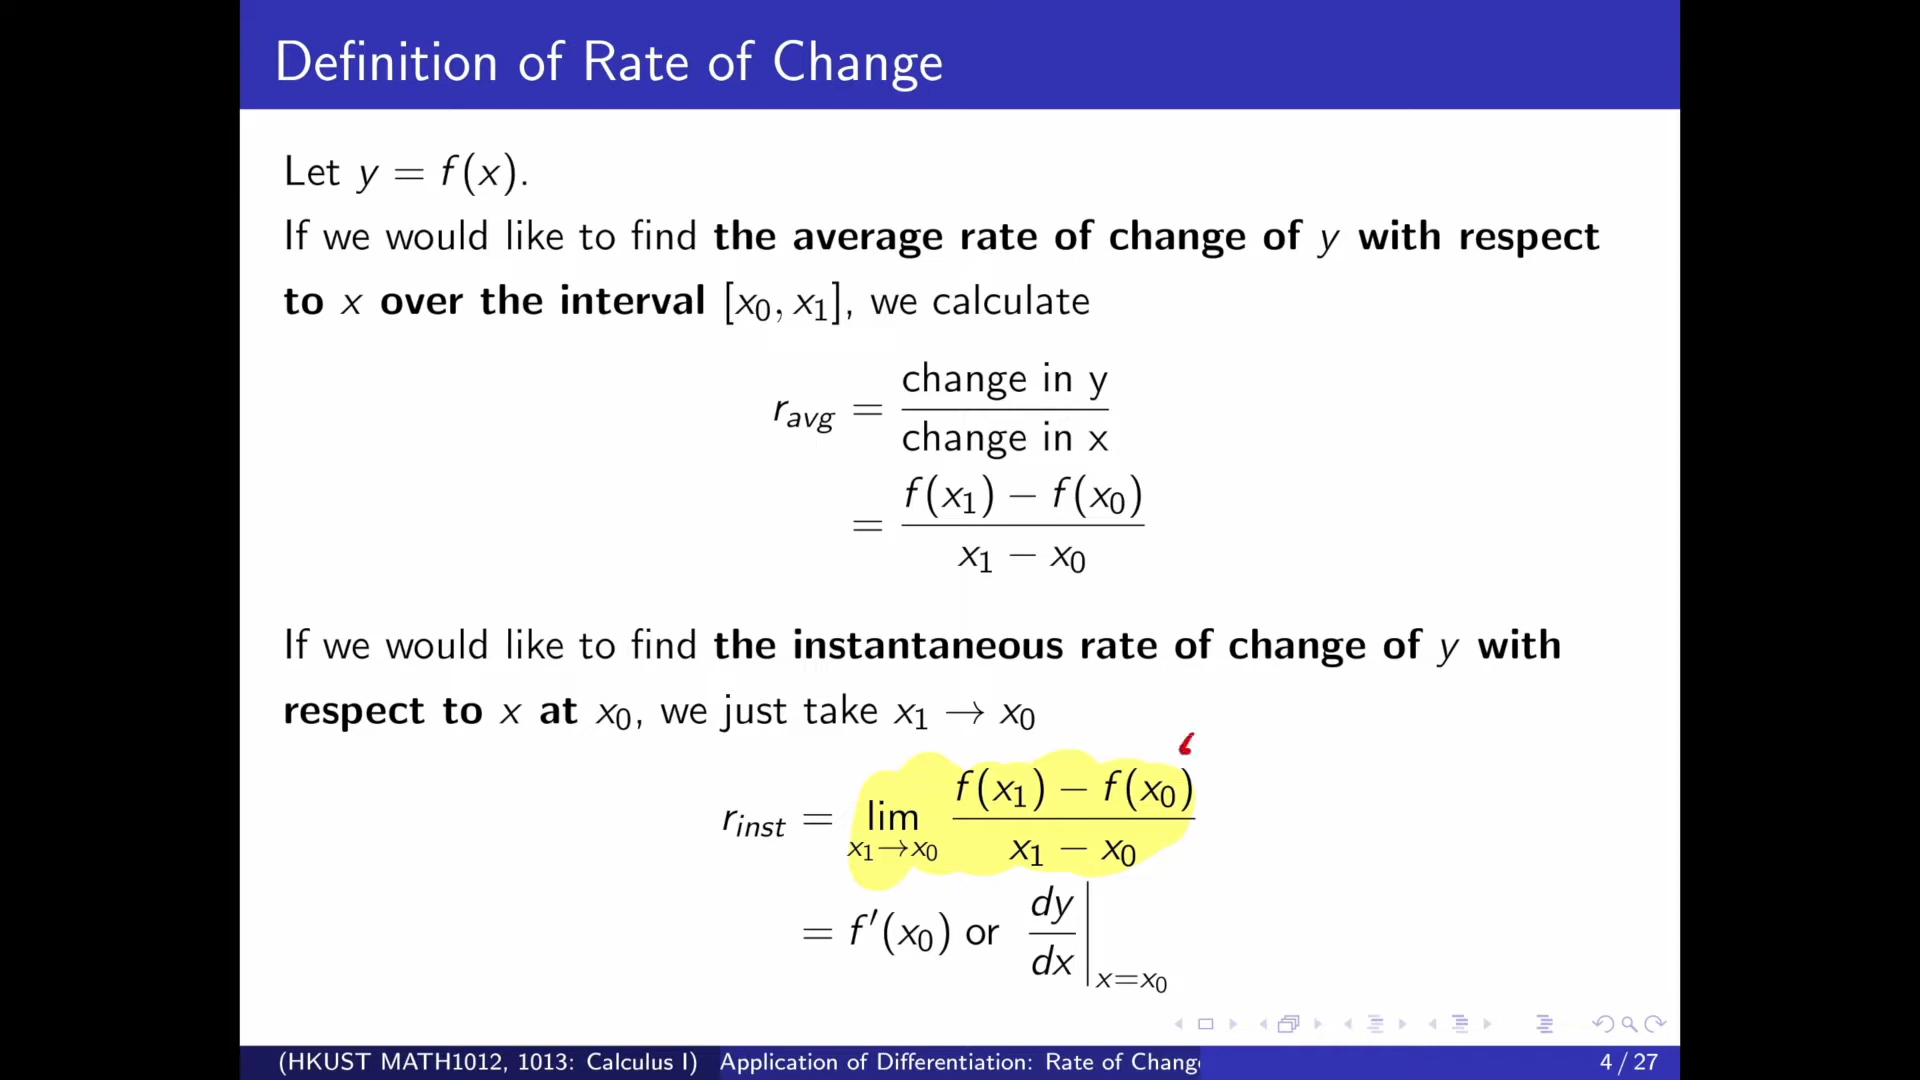 Definition of Rate of Change
Let y = f(x).
If we would like to find the average rate of change of y with respect
to x over the interval [x₀, x₁], we calculate
r_avg = change in y / change in x
= f(x₁) − f(x₀) / x₁ − x₀
If we would like to find the instantaneous rate of change of y with
respect to x at x₀, we just take x₁ → x₀
r_inst = lim x₁→x₀ f(x₁) − f(x₀) / x₁ − x₀
= f′(x₀) or dy/dx | x=x₀
(HKUST MATH1012, 1013: Calculus I) Application of Differentiation: Rate of Change 4 / 27